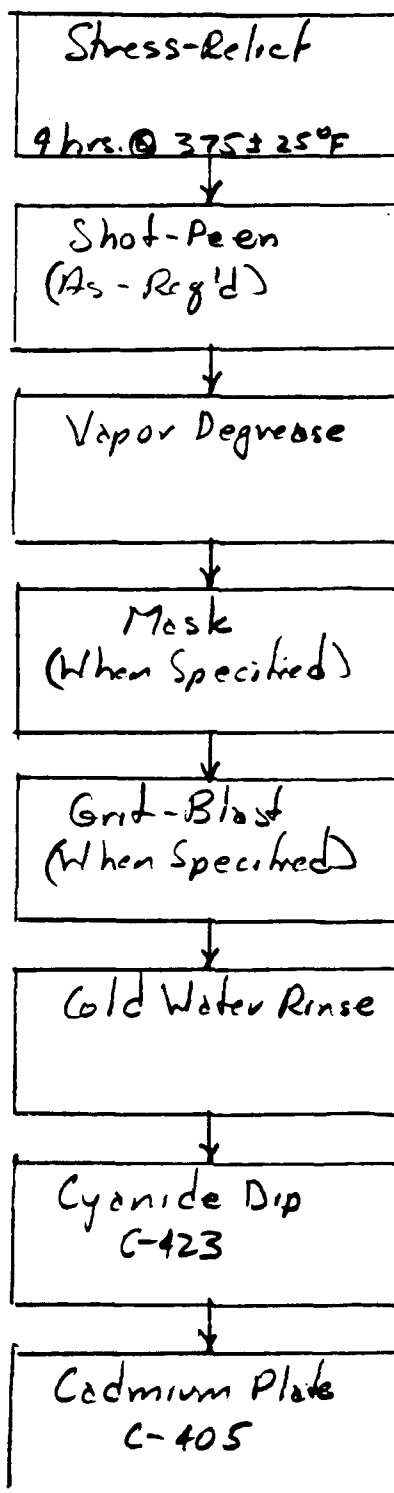 Stress-Relief
4 hrs. @ 375 ± 25°F
Shot-Peen
(As-Req'd)
Vapor Degrease
Mask
(When Specified)
Grit-Blast
(When Specified)
Cold Water Rinse
Cyanide Dip
C-423
Cadmium Plate
C-405